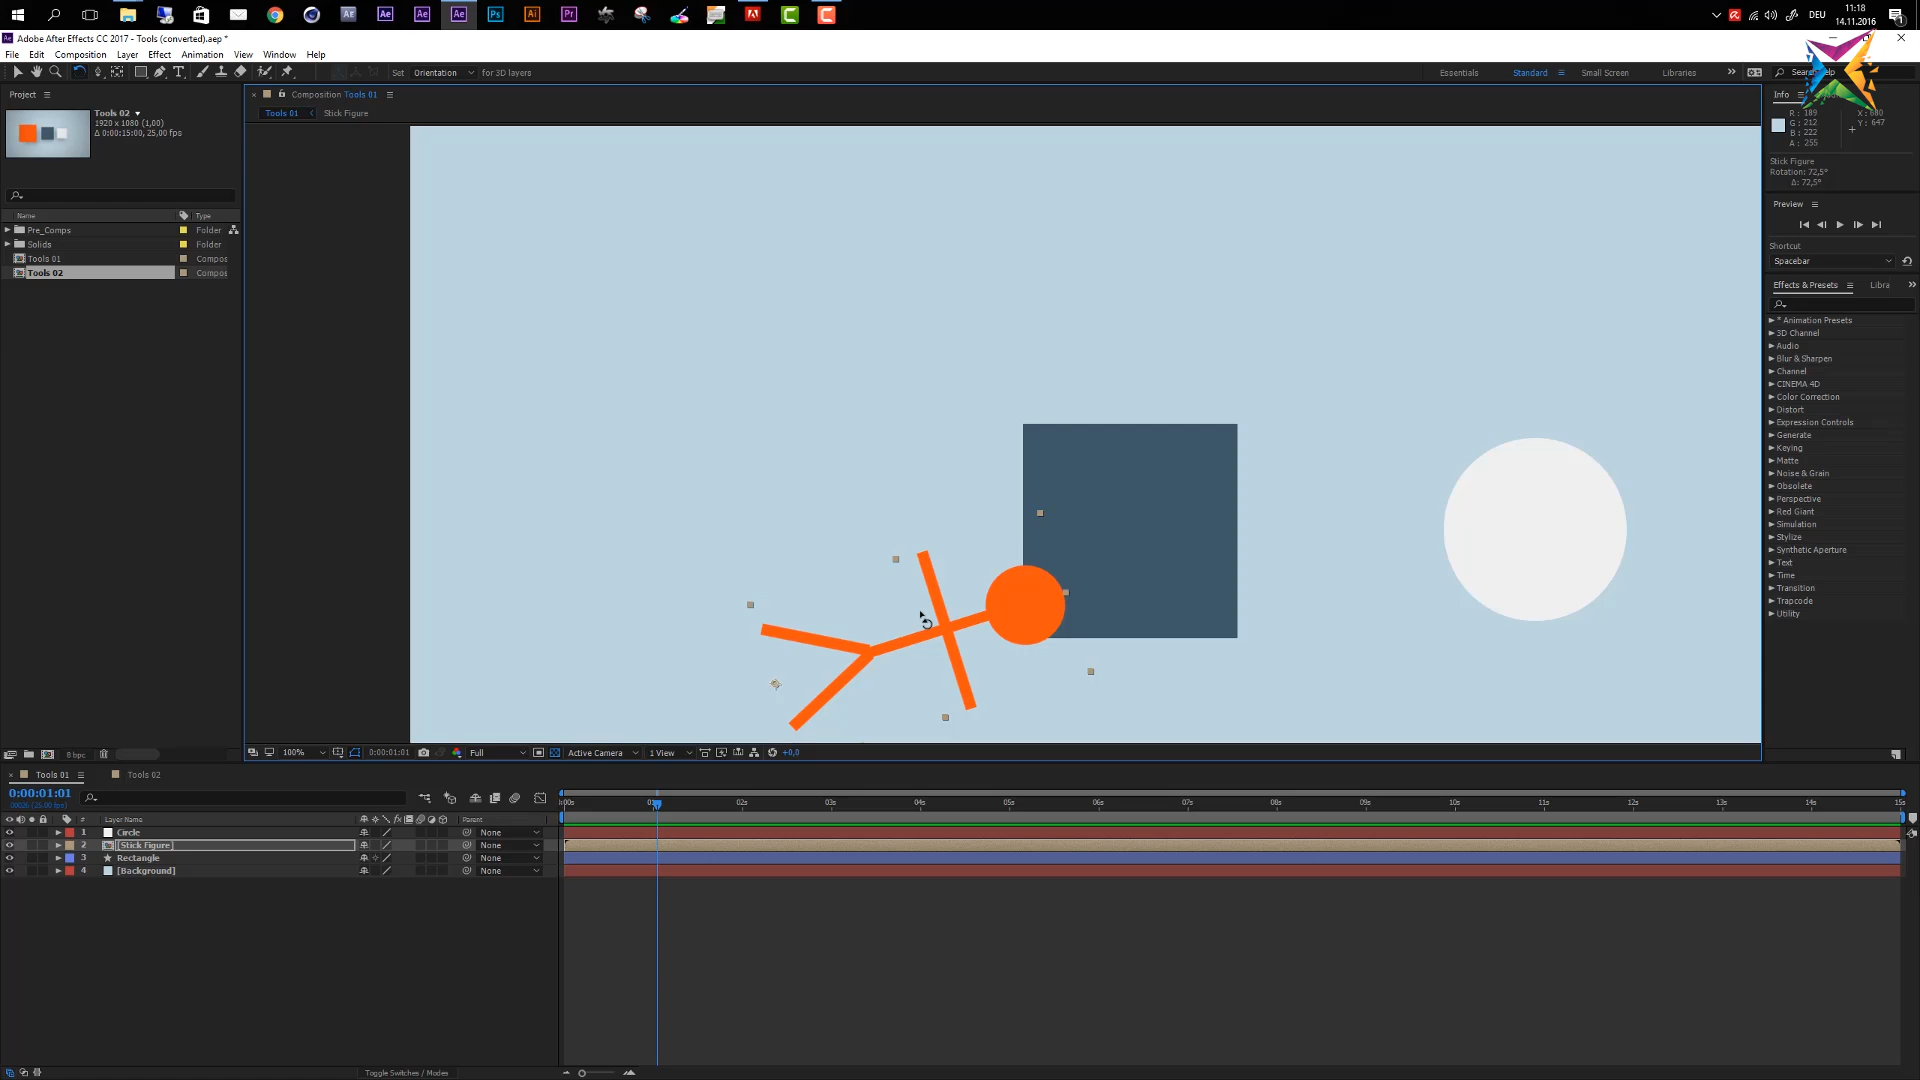 DEU
11:18
14.11.2016
Adobe After Effects CC 2017 - Tools (converted).aep *
File Edit Composition Layer Effect Animation View Window Help
Set Orientation for 3D layers
Essentials Standard Small Screen Libraries Search Help
Project
Tools 02
1920 x 1080 (1,00)
Δ 0:00:15:00, 25,00 fps
Name Type
Pre_Comps Folder
Solids Folder
Tools 01 Compos
Tools 02 Compos
8 bpc
Composition Tools 01
Tools 01 Stick Figure
100% 0:00:01:01 Full Active Camera 1 View +0,0
Info
R : 189
G : 212
B : 222
A : 255
X : 680
Y : 647
Stick Figure
Rotation: 72,5°
Δ: 72,5°
Preview
Shortcut
Spacebar
Effects & Presets Libra
* Animation Presets
3D Channel
Audio
Blur & Sharpen
Channel
CINEMA 4D
Color Correction
Distort
Expression Controls
Generate
Keying
Matte
Noise & Grain
Obsolete
Perspective
Red Giant
Simulation
Stylize
Synthetic Aperture
Text
Time
Transition
Trapcode
Utility
Tools 01 Tools 02
0:00:01:01
00026 (25.00 fps)
:00s 02s 03s 04s 05s 06s 07s 08s 09s 10s 11s 12s 13s 14s 15s
# Layer Name Parent
1 Circle None
2 [Stick Figure] None
3 Rectangle None
4 [Background] None
Toggle Switches / Modes